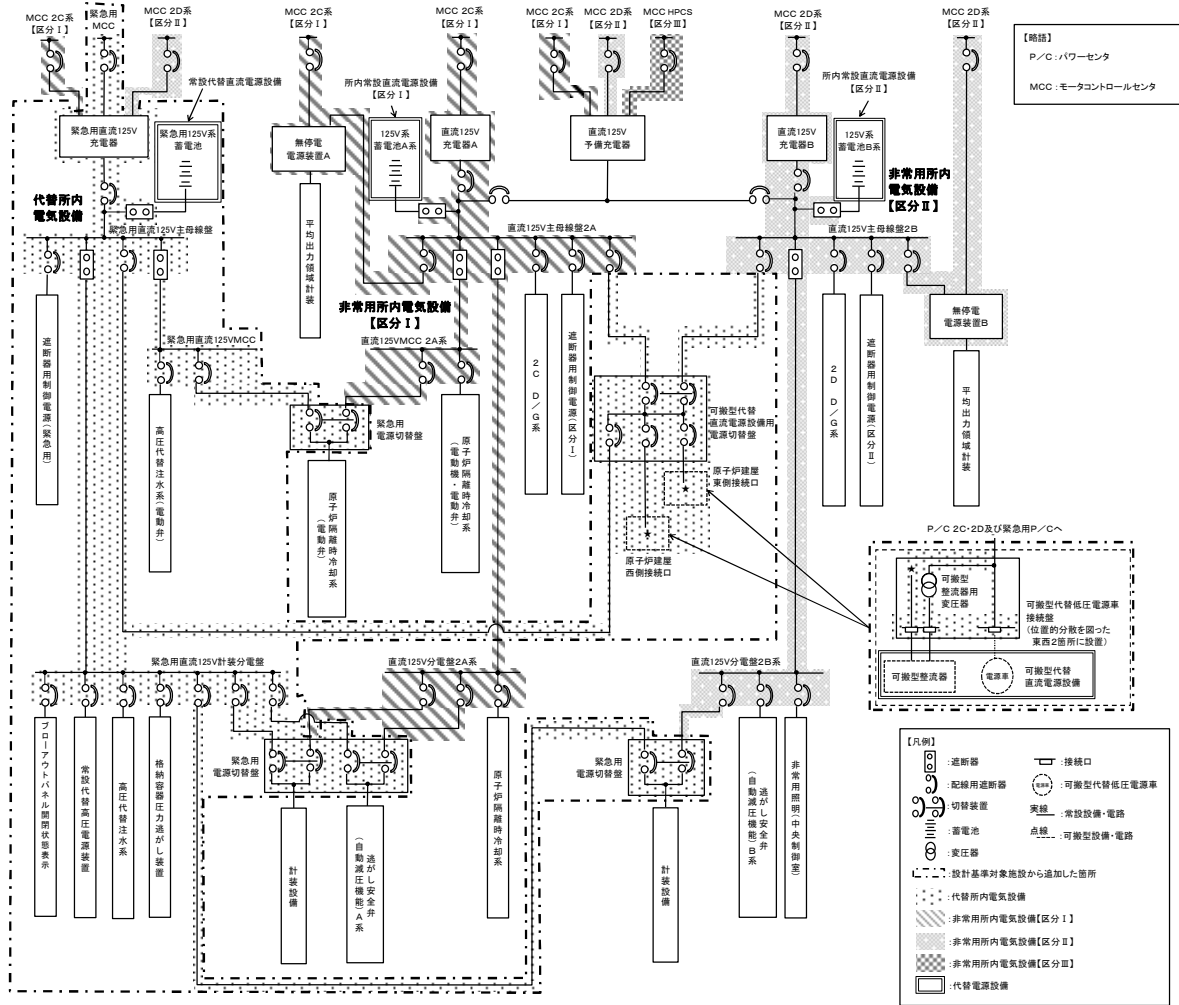 MCC 2C系
【区分Ⅰ】
緊急用
MCC
MCC 2D系
【区分Ⅱ】
MCC 2C系
【区分Ⅰ】
MCC 2C系
【区分Ⅰ】
MCC 2C系
【区分Ⅰ】
MCC 2D系
【区分Ⅱ】
MCC HPCS
【区分Ⅲ】
MCC 2D系
【区分Ⅱ】
MCC 2D系
【区分Ⅱ】
【略語】
P/C:パワーセンタ
MCC:モータコントロールセンタ
常設代替直流電源設備
所内常設直流電源設備
【区分Ⅰ】
所内常設直流電源設備
【区分Ⅱ】
緊急用直流125V
充電器
緊急用125V系
蓄電池
無停電
電源装置A
125V系
蓄電池A系
直流125V
充電器A
直流125V
予備充電器
直流125V
充電器B
125V系
蓄電池B系
代替所内
電気設備
非常用所内
電気設備
【区分Ⅱ】
緊急用直流125V主母線盤
直流125V主母線盤2A
直流125V主母線盤2B
平均出力領域計装
非常用所内電気設備
【区分Ⅰ】
無停電
電源装置B
遮断器用制御電源(緊急用)
緊急用直流125VMCC
直流125VMCC 2A系
2C D/G系
遮断器用制御電源(区分Ⅰ)
2D D/G系
遮断器用制御電源(区分Ⅱ)
平均出力領域計装
高圧代替注水系
(電動弁)
緊急用
電源切替盤
原子炉隔離時冷却系
(電動弁)
原子炉隔離時冷却系
(電動機・電動弁)
可搬型代替
直流電源設備用
電源切替盤
原子炉建屋
東側接続口
原子炉建屋
西側接続口
P/C 2C・2D及び緊急用P/Cへ
可搬型
整流器用
変圧器
可搬型代替低圧電源車
接続盤
(位置的分散を図った
東西2箇所に設置)
可搬型整流器
電源車
可搬型代替
直流電源設備
緊急用直流125V計装分電盤
直流125V分電盤2A系
直流125V分電盤2B系
ブローアウトパネル開閉状態表示
常設代替高圧電源装置
高圧代替注水系
格納容器圧力逃がし装置
緊急用
電源切替盤
計装設備
逃がし安全弁
(自動減圧機能)A系
原子炉隔離時冷却系
緊急用
電源切替盤
計装設備
逃がし安全弁
(自動減圧機能)B系
非常用照明(中央制御室)
【凡例】
:遮断器
:接続口
:配線用遮断器
電源車
:可搬型代替低圧電源車
:切替装置
実線
:常設設備・電路
:蓄電池
点線
:可搬型設備・電路
:変圧器
:設計基準対象施設から追加した箇所
:代替所内電気設備
:非常用所内電気設備【区分Ⅰ】
:非常用所内電気設備【区分Ⅱ】
:非常用所内電気設備【区分Ⅲ】
:代替電源設備